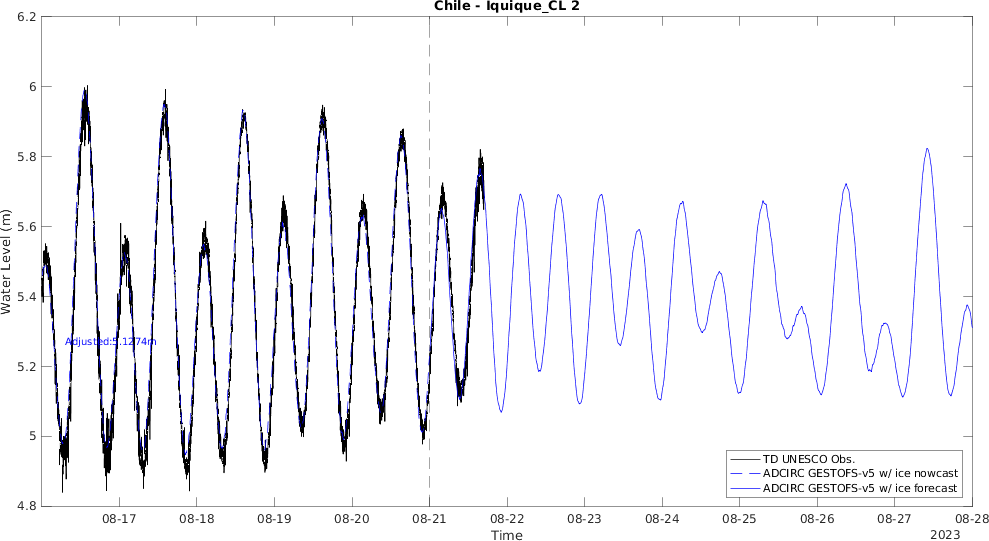 Chile - Iquique_CL 2
6.2
6
5.8
5.6
5.4
5.2
5
4.8
Water Level (m)
Adjusted:5.1274m
TD UNESCO Obs.
ADCIRC GESTOFS-v5 w/ ice nowcast
ADCIRC GESTOFS-v5 w/ ice forecast
08-17 08-18 08-19 08-20 08-21 08-22 08-23 08-24 08-25 08-26 08-27 08-28
Time
2023